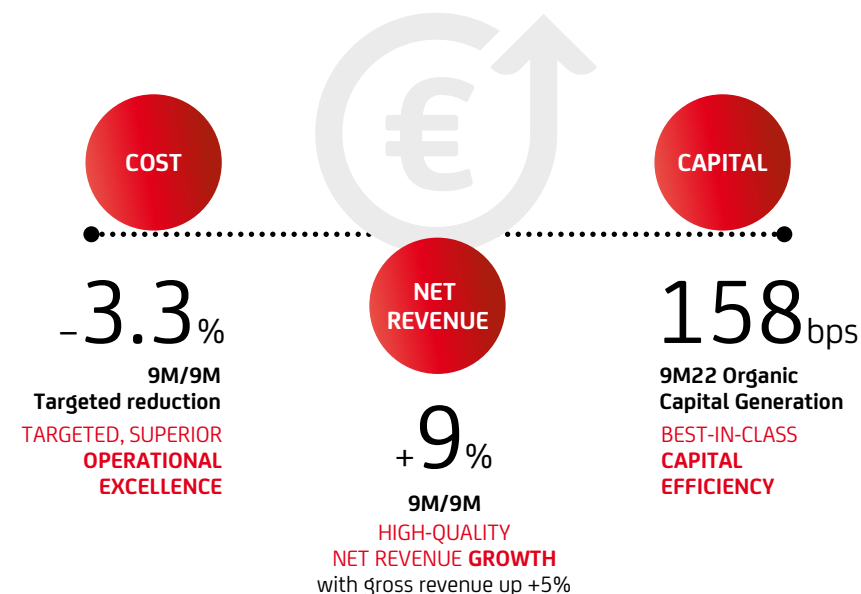 €
COST
–3.3%
9M/9M
Targeted reduction
TARGETED, SUPERIOR
OPERATIONAL
EXCELLENCE
NET
REVENUE
+9%
9M/9M
HIGH-QUALITY
NET REVENUE GROWTH
with gross revenue up +5%
CAPITAL
158bps
9M22 Organic
Capital Generation
BEST-IN-CLASS
CAPITAL
EFFICIENCY